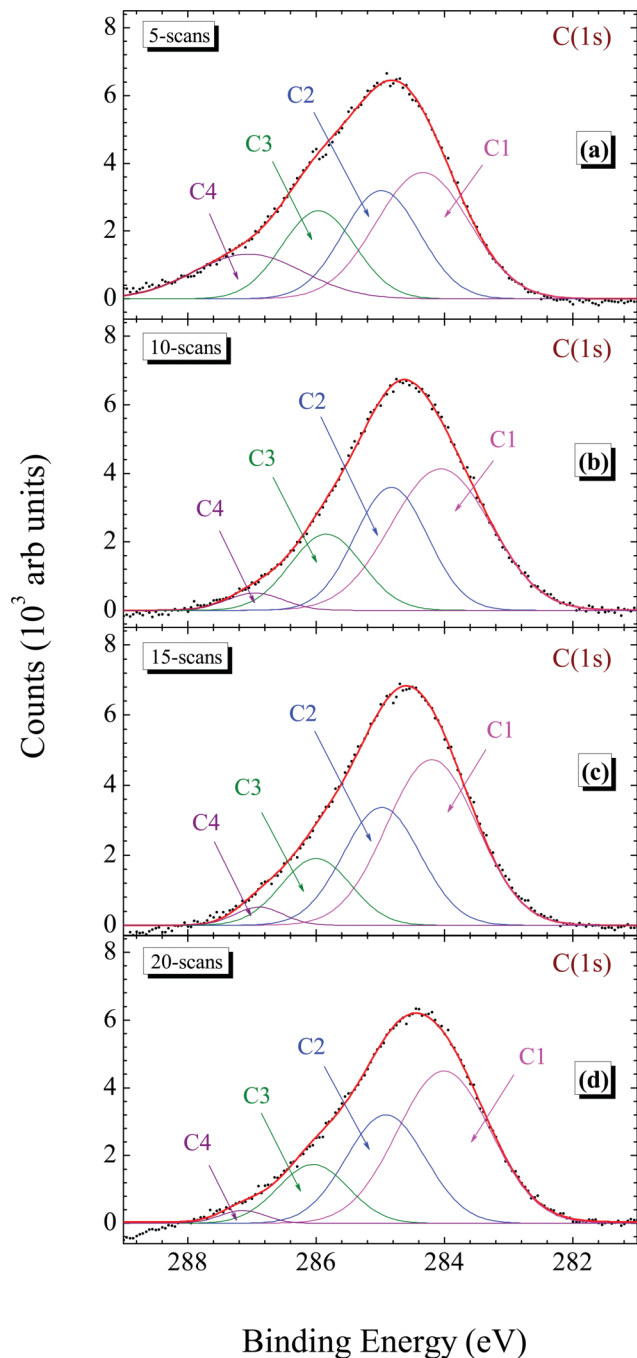 5-scans
C(1s)
8
6
4
2
0
C4
C3
C2
C1
(a)
10-scans
C(1s)
8
6
4
2
0
C4
C3
C2
C1
(b)
15-scans
C(1s)
8
6
4
2
0
C4
C3
C2
C1
(c)
20-scans
C(1s)
8
6
4
2
0
C4
C3
C2
C1
(d)
Counts (10³ arb units)
288 286 284 282
Binding Energy (eV)